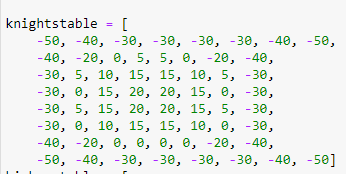 knightstable = [
-50, -40, -30, -30, -30, -30, -40, -50,
-40, -20, 0, 5, 5, 0, -20, -40,
-30, 5, 10, 15, 15, 10, 5, -30,
-30, 0, 15, 20, 20, 15, 0, -30,
-30, 5, 15, 20, 20, 15, 5, -30,
-30, 0, 10, 15, 15, 10, 0, -30,
-40, -20, 0, 0, 0, 0, -20, -40,
-50, -40, -30, -30, -30, -30, -40, -50]